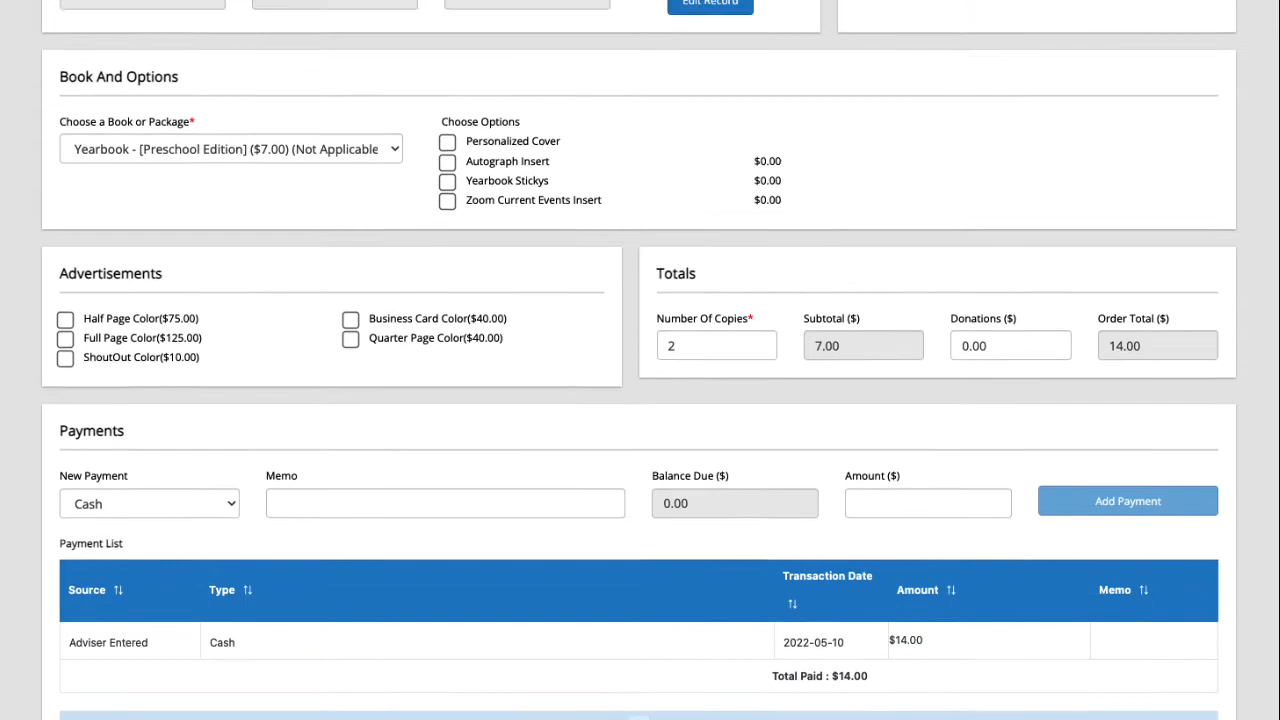 Edit Record
Book And Options
Choose a Book or Package*
Yearbook - [Preschool Edition] ($7.00) (Not Applicable
Choose Options
Personalized Cover
Autograph Insert $0.00
Yearbook Stickys $0.00
Zoom Current Events Insert $0.00
Advertisements
Half Page Color($75.00) Business Card Color($40.00)
Full Page Color($125.00) Quarter Page Color($40.00)
ShoutOut Color($10.00)
Totals
Number Of Copies* Subtotal ($) Donations ($) Order Total ($)
2 7.00 0.00 14.00
Payments
New Payment Memo Balance Due ($) Amount ($)
Cash 0.00 Add Payment
Payment List
Source Type Transaction Date Amount Memo
Adviser Entered Cash 2022-05-10 $14.00
Total Paid : $14.00